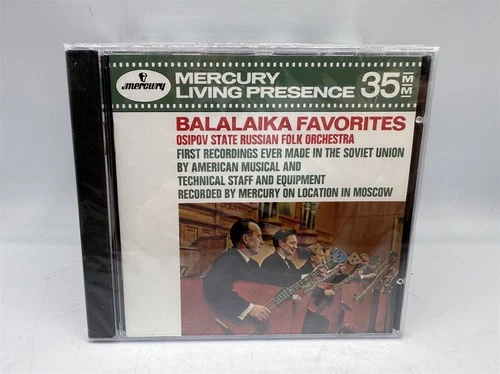 mercury
MERCURY
LIVING PRESENCE
35MM
BALALAIKA FAVORITES
OSIPOV STATE RUSSIAN FOLK ORCHESTRA
FIRST RECORDINGS EVER MADE IN THE SOVIET UNION
BY AMERICAN MUSICAL AND
TECHNICAL STAFF AND EQUIPMENT
RECORDED BY MERCURY ON LOCATION IN MOSCOW